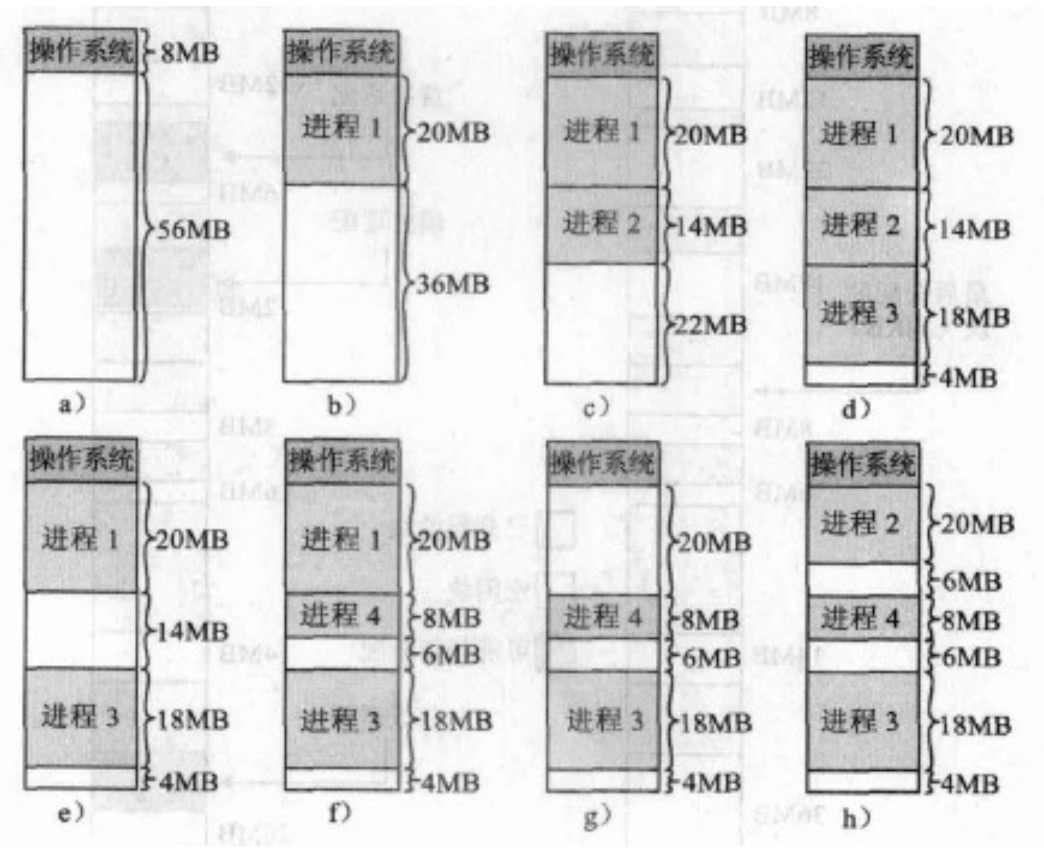 操作系统
8MB
56MB
a)
操作系统
进程 1
20MB
36MB
b)
操作系统
进程 1
20MB
进程 2
14MB
22MB
c)
操作系统
进程 1
20MB
进程 2
14MB
进程 3
18MB
4MB
d)
操作系统
进程 1
20MB
14MB
进程 3
18MB
4MB
e)
操作系统
进程 1
20MB
进程 4
8MB
6MB
进程 3
18MB
4MB
f)
操作系统
20MB
进程 4
8MB
6MB
进程 3
18MB
4MB
g)
操作系统
进程 2
20MB
6MB
进程 4
8MB
6MB
进程 3
18MB
4MB
h)